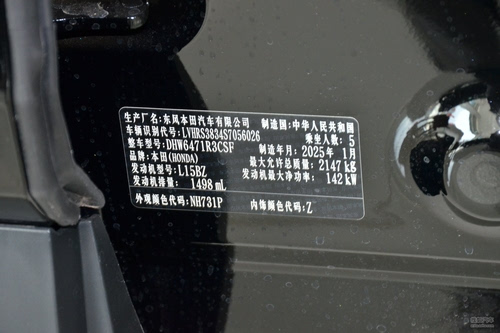 生产厂名:东风本田汽车有限公司 制造国:中华人民共和国
车辆识别代号:LVHRS3834S7056026 乘坐人数:5
整车型号:DHW6471R3CSF 制造年月:2025年 1月
品牌:本田(HONDA) 最大允许总质量:2147 kg
发动机型号:L15BZ 发动机最大净功率:142 kW
发动机排量:1498 mL
外观颜色代码:NH731P 内饰颜色代码:Z